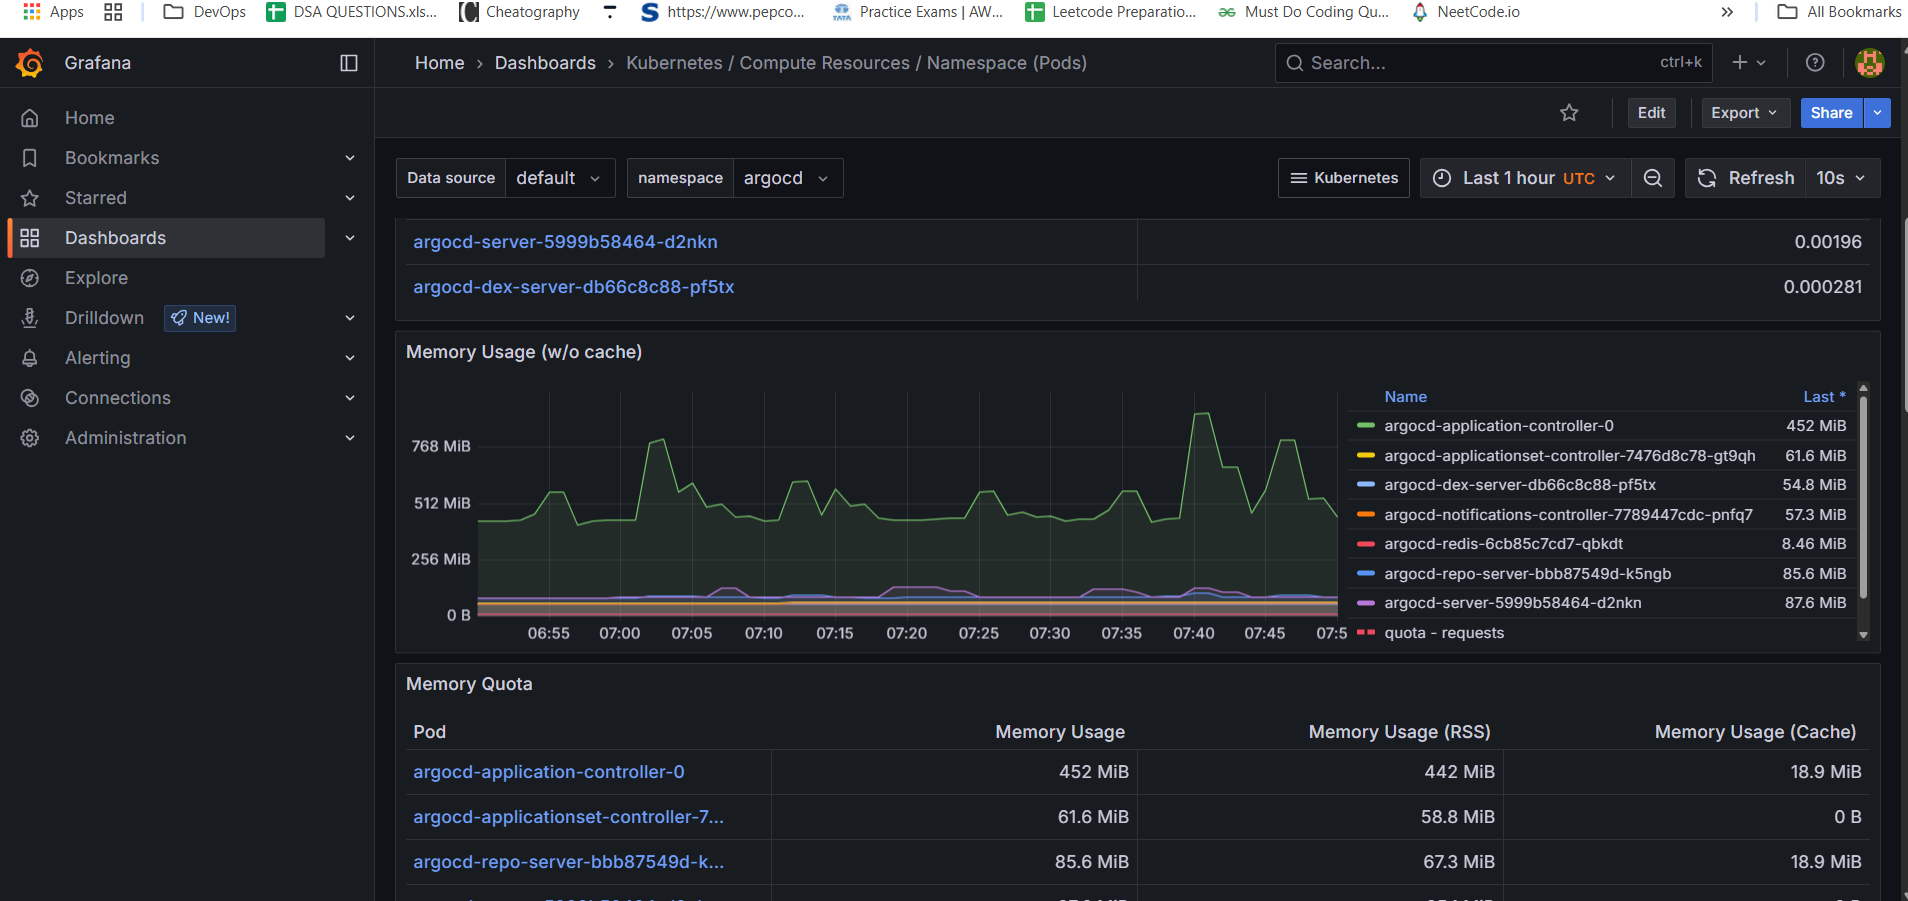 Apps DevOps DSA QUESTIONS.xls... Cheatography https://www.pepco... TATA Practice Exams | AW... Leetcode Preparatio... Must Do Coding Qu... NeetCode.io » All Bookmarks
Grafana
Home › Dashboards › Kubernetes / Compute Resources / Namespace (Pods)
Search... ctrl+k
Edit Export Share
Home
Bookmarks
Starred
Dashboards
Explore
Drilldown New!
Alerting
Connections
Administration
Data source default namespace argocd Kubernetes Last 1 hour UTC Refresh 10s
argocd-server-5999b58464-d2nkn 0.00196
argocd-dex-server-db66c8c88-pf5tx 0.000281
Memory Usage (w/o cache)
768 MiB
512 MiB
256 MiB
0 B
06:55 07:00 07:05 07:10 07:15 07:20 07:25 07:30 07:35 07:40 07:45 07:5
Name Last *
argocd-application-controller-0 452 MiB
argocd-applicationset-controller-7476d8c78-gt9qh 61.6 MiB
argocd-dex-server-db66c8c88-pf5tx 54.8 MiB
argocd-notifications-controller-7789447cdc-pnfq7 57.3 MiB
argocd-redis-6cb85c7cd7-qbkdt 8.46 MiB
argocd-repo-server-bbb87549d-k5ngb 85.6 MiB
argocd-server-5999b58464-d2nkn 87.6 MiB
quota - requests
Memory Quota
Pod Memory Usage Memory Usage (RSS) Memory Usage (Cache)
argocd-application-controller-0 452 MiB 442 MiB 18.9 MiB
argocd-applicationset-controller-7... 61.6 MiB 58.8 MiB 0 B
argocd-repo-server-bbb87549d-k... 85.6 MiB 67.3 MiB 18.9 MiB